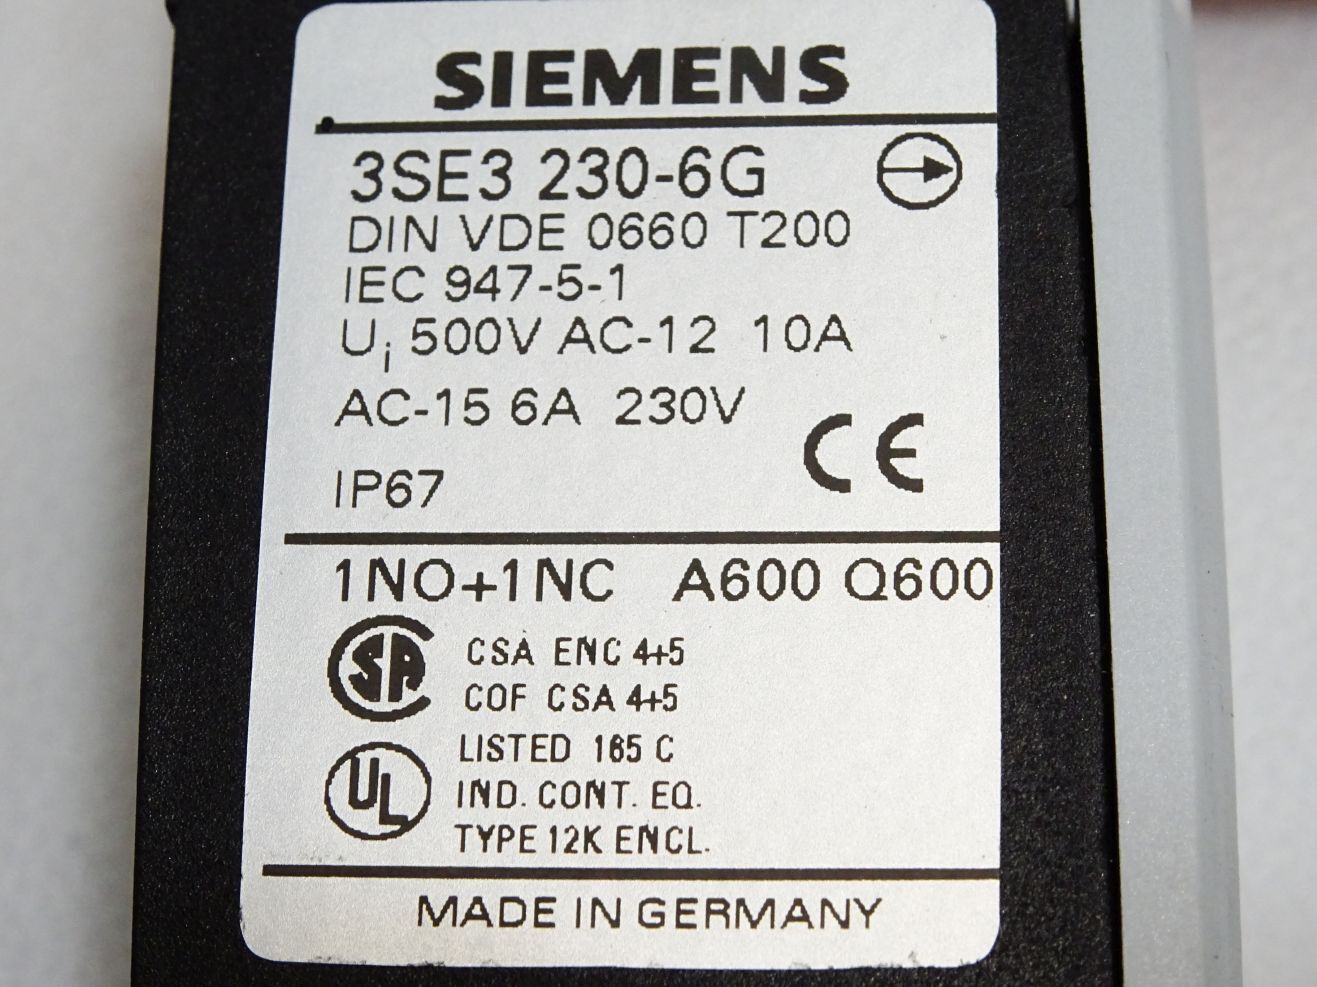 SIEMENS
3SE3 230-6G
DIN VDE 0660 T200
IEC 947-5-1
Ui 500V AC-12 10A
AC-15 6A 230V
CE
IP67
1NO+1NC A600 Q600
SA CSA ENC 4+5
COF CSA 4+5
UL LISTED 165 C
IND. CONT. EQ.
TYPE 12K ENCL.
MADE IN GERMANY